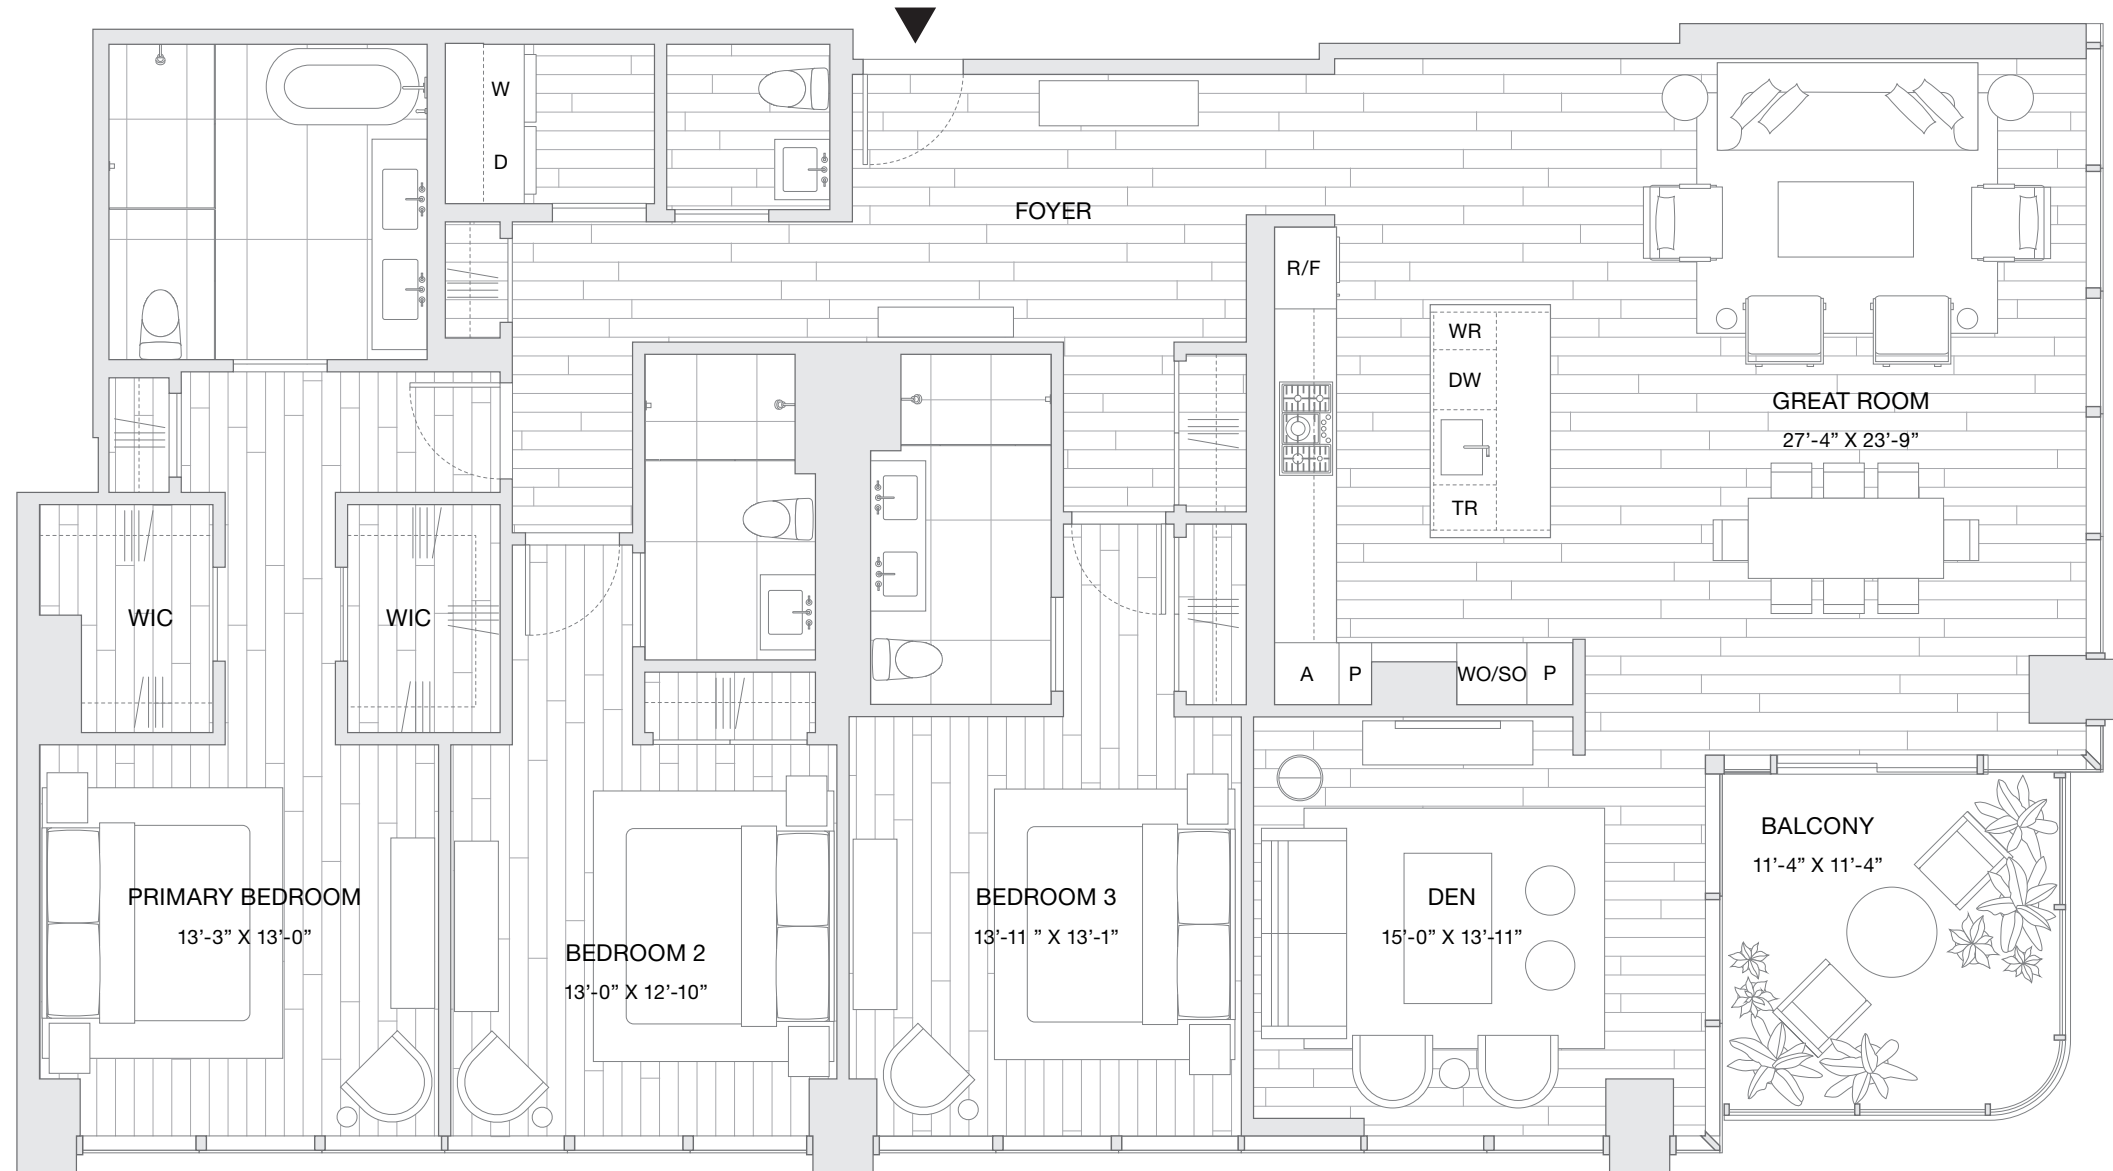 W
D
FOYER
R/F
WR
DW
TR
GREAT ROOM
27’-4” X 23’-9”
WIC
WIC
A
P
WO/SO
P
BALCONY
11’-4” X 11’-4”
PRIMARY BEDROOM
13’-3” X 13’-0”
BEDROOM 2
13’-0” X 12’-10”
BEDROOM 3
13’-11 ” X 13’-1”
DEN
15’-0” X 13’-11”